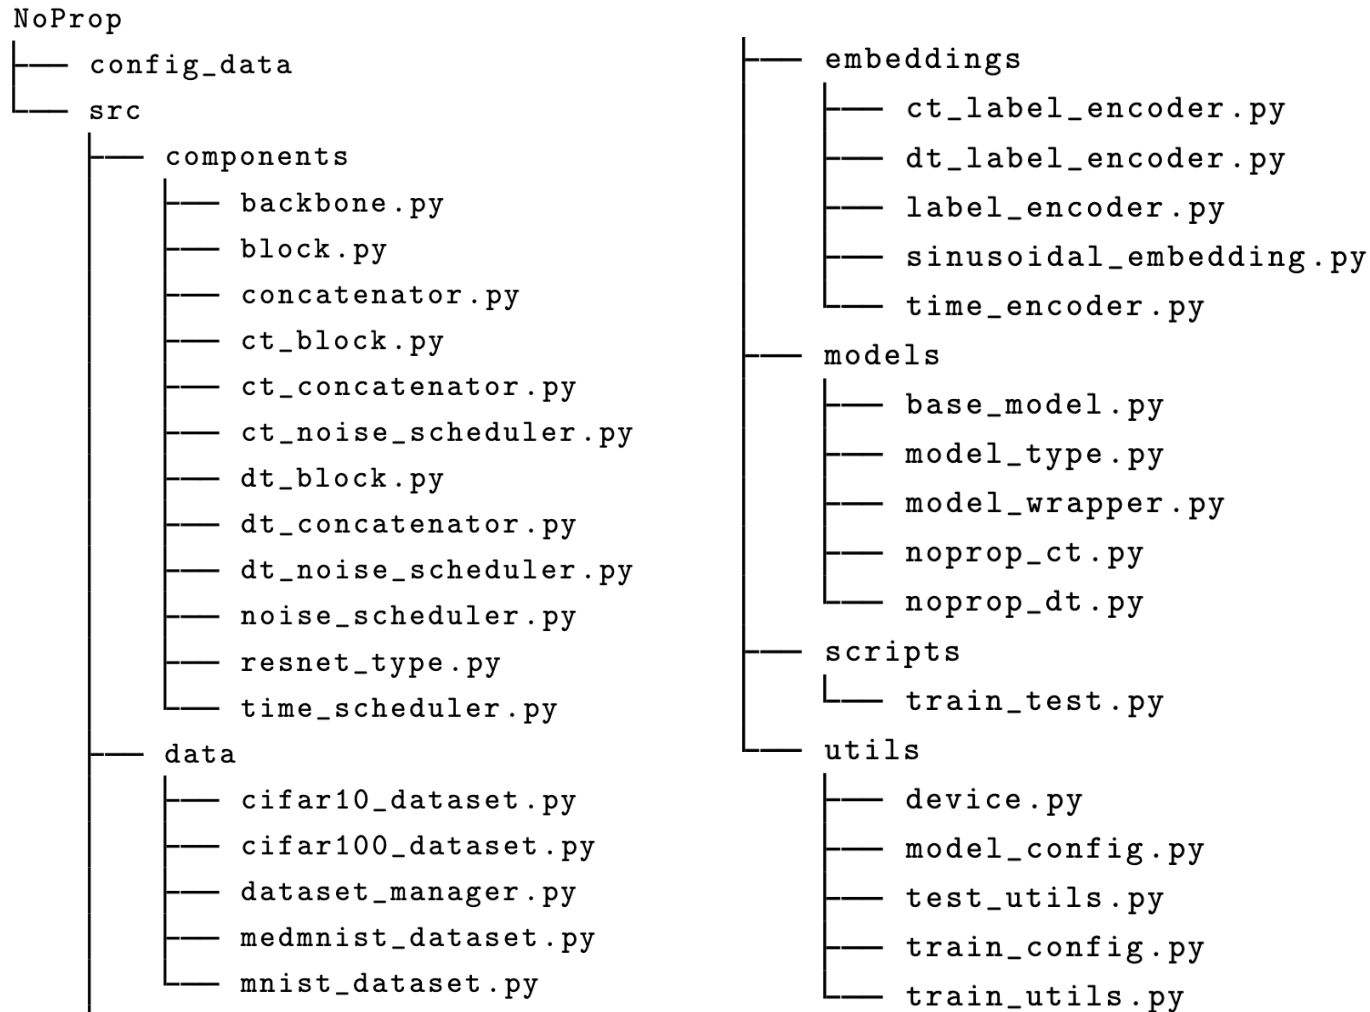 NoProp
config_data
src
components
backbone.py
block.py
concatenator.py
ct_block.py
ct_concatenator.py
ct_noise_scheduler.py
dt_block.py
dt_concatenator.py
dt_noise_scheduler.py
noise_scheduler.py
resnet_type.py
time_scheduler.py
data
cifar10_dataset.py
cifar100_dataset.py
dataset_manager.py
medmnist_dataset.py
mnist_dataset.py
embeddings
ct_label_encoder.py
dt_label_encoder.py
label_encoder.py
sinusoidal_embedding.py
time_encoder.py
models
base_model.py
model_type.py
model_wrapper.py
noprop_ct.py
noprop_dt.py
scripts
train_test.py
utils
device.py
model_config.py
test_utils.py
train_config.py
train_utils.py